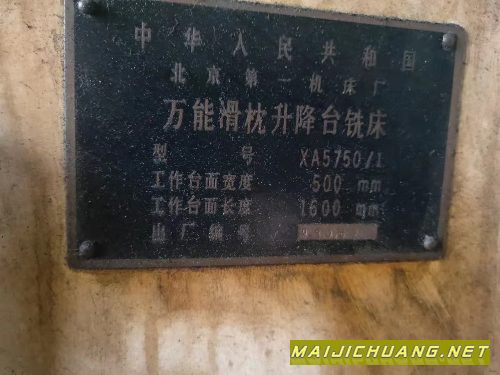 中华人民共和国
北京第一机床厂
万能滑枕升降台铣床
型 号 XA5750/1
工作台面宽度 500 mm
工作台面长度 1600 mm
出厂编号
MAIJICHUANG.NET